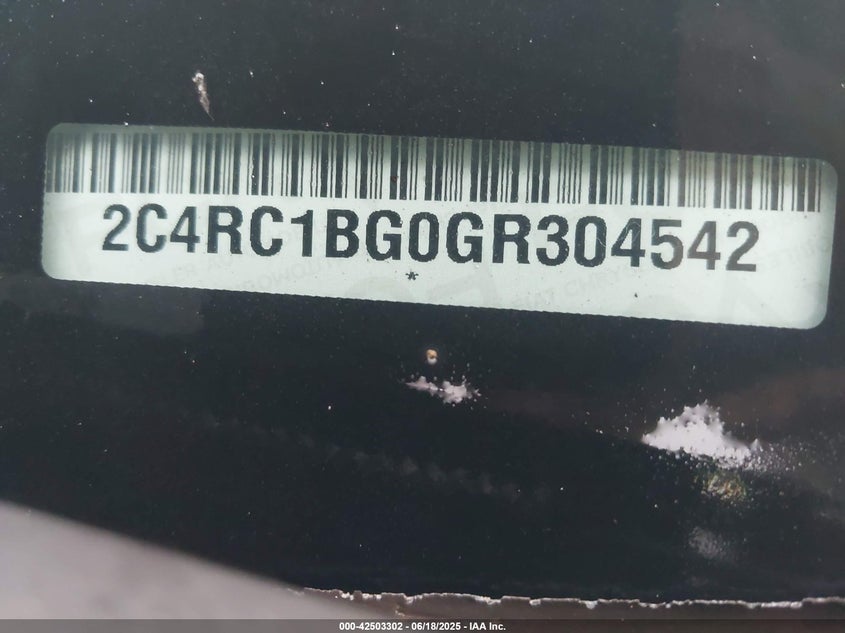 2C4RC1BG0GR304542
*
000-42503302 - 06/18/2025 - IAA Inc.